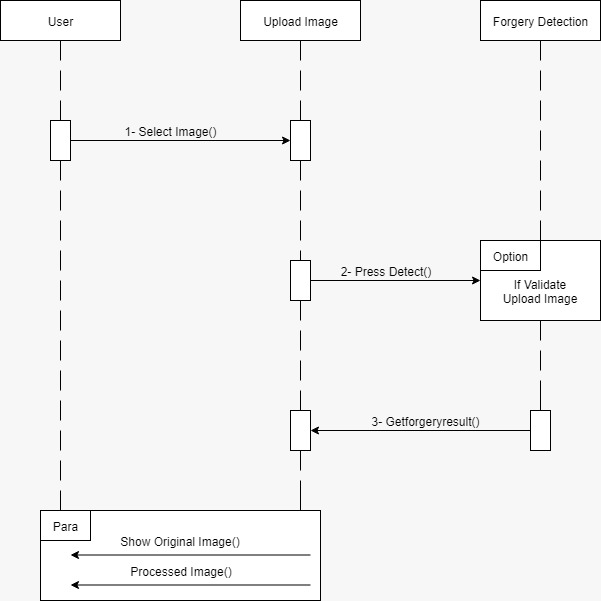 User
Upload Image
Forgery Detection
1- Select Image()
2- Press Detect()
Option
If Validate
Upload Image
3- Getforgeryresult()
Para
Show Original Image()
Processed Image()